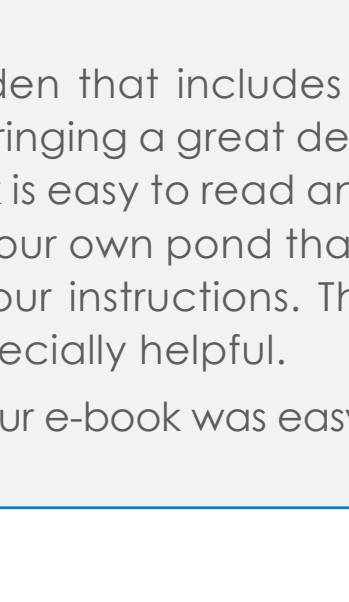 den that includes
ringing a great de
is easy to read an
our own pond tha
our instructions. Th
ecially helpful.
ur e-book was easy